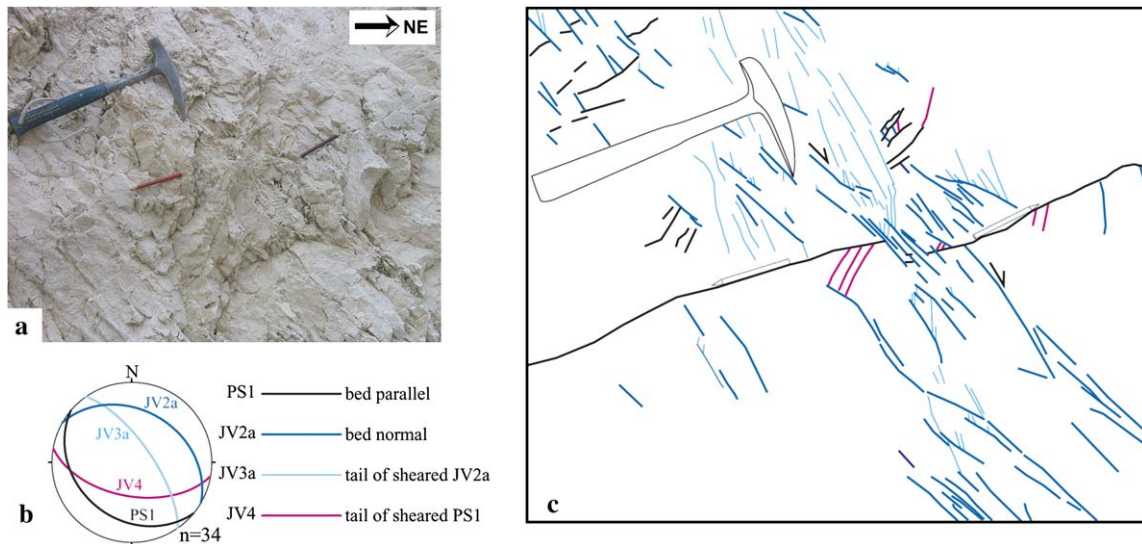 NE
a
N
JV2a
JV3a
JV4
PS1
n=34
b
PS1 bed parallel
JV2a bed normal
JV3a tail of sheared JV2a
JV4 tail of sheared PS1
c